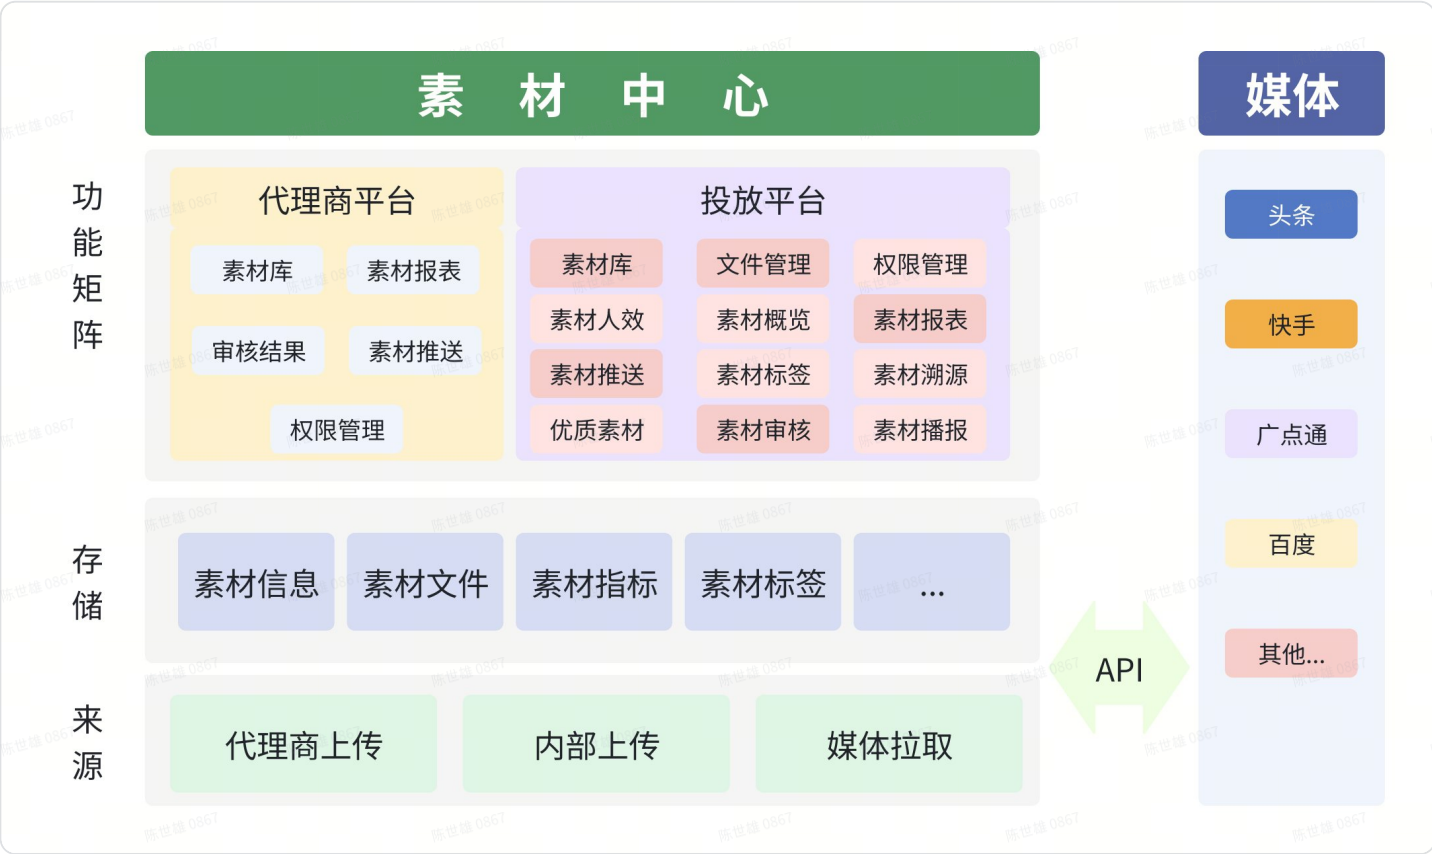 素材中心
媒体
功能矩阵
代理商平台
素材库
素材报表
审核结果
素材推送
权限管理
投放平台
素材库
文件管理
权限管理
素材人效
素材概览
素材报表
素材推送
素材标签
素材溯源
优质素材
素材审核
素材播报
存储
素材信息
素材文件
素材指标
素材标签
...
来源
代理商上传
内部上传
媒体拉取
API
头条
快手
广点通
百度
其他...
陈世雄 0867